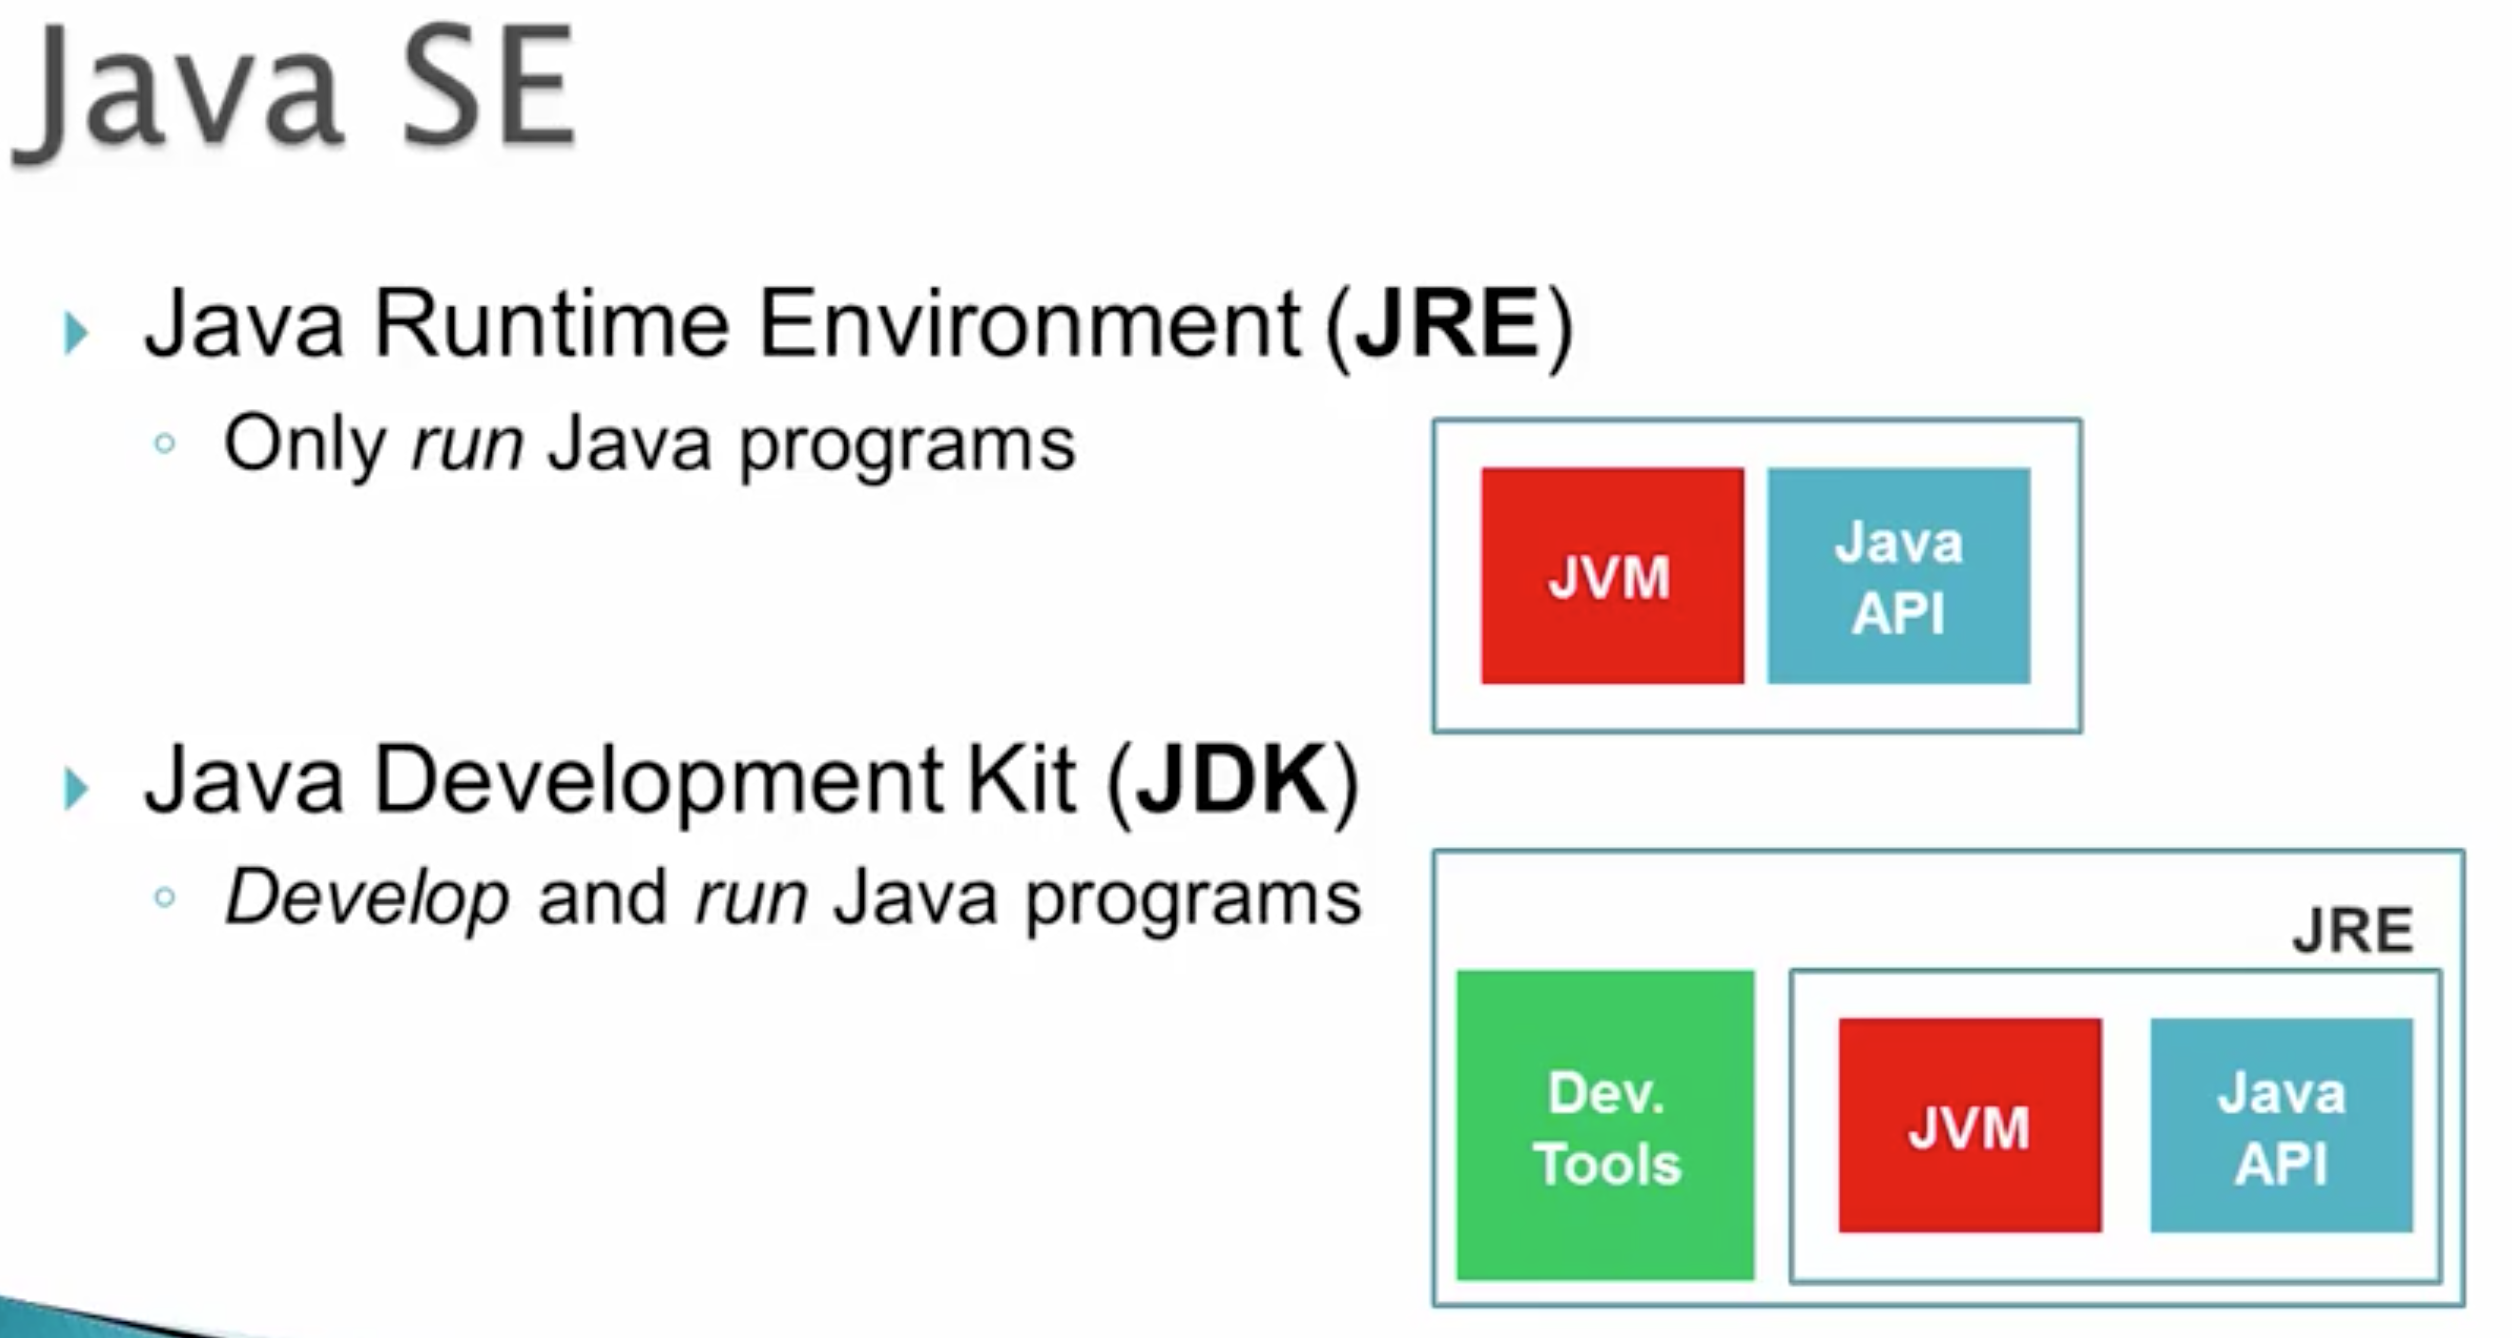 Java SE
Java Runtime Environment (JRE)
Only run Java programs
JVM
Java
API
Java Development Kit (JDK)
Develop and run Java programs
JRE
Dev.
Tools
JVM
Java
API